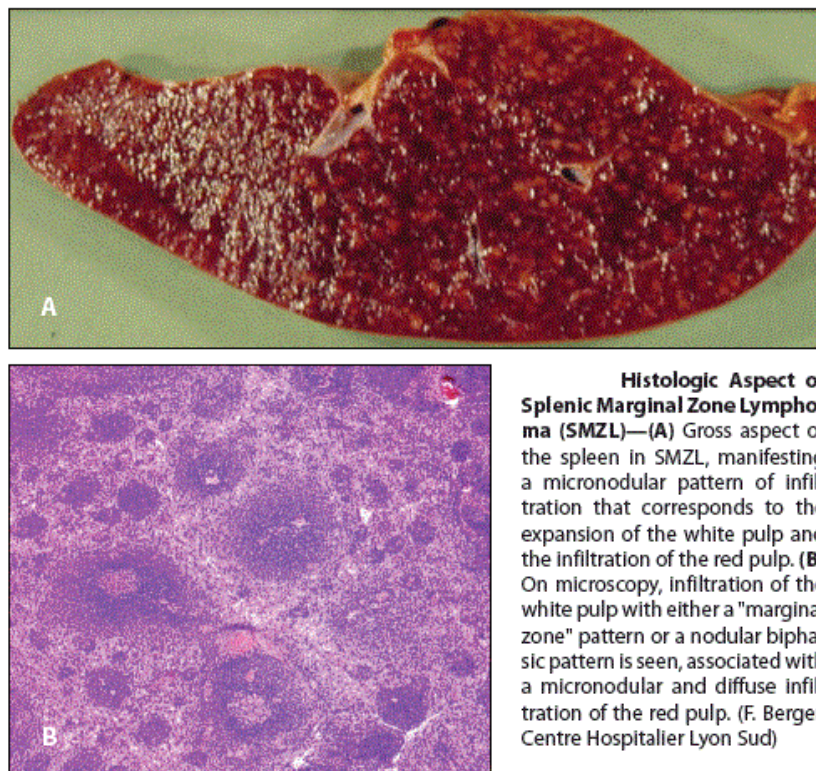 A
B
Histologic Aspect o
Splenic Marginal Zone Lympho
ma (SMZL)—(A) Gross aspect o
the spleen in SMZL, manifesting
a micronodular pattern of infil
tration that corresponds to the
expansion of the white pulp and
the infiltration of the red pulp. (B
On microscopy, infiltration of the
white pulp with either a "margina
zone" pattern or a nodular bipha
sic pattern is seen, associated with
a micronodular and diffuse infil
tration of the red pulp. (F. Berge
Centre Hospitalier Lyon Sud)